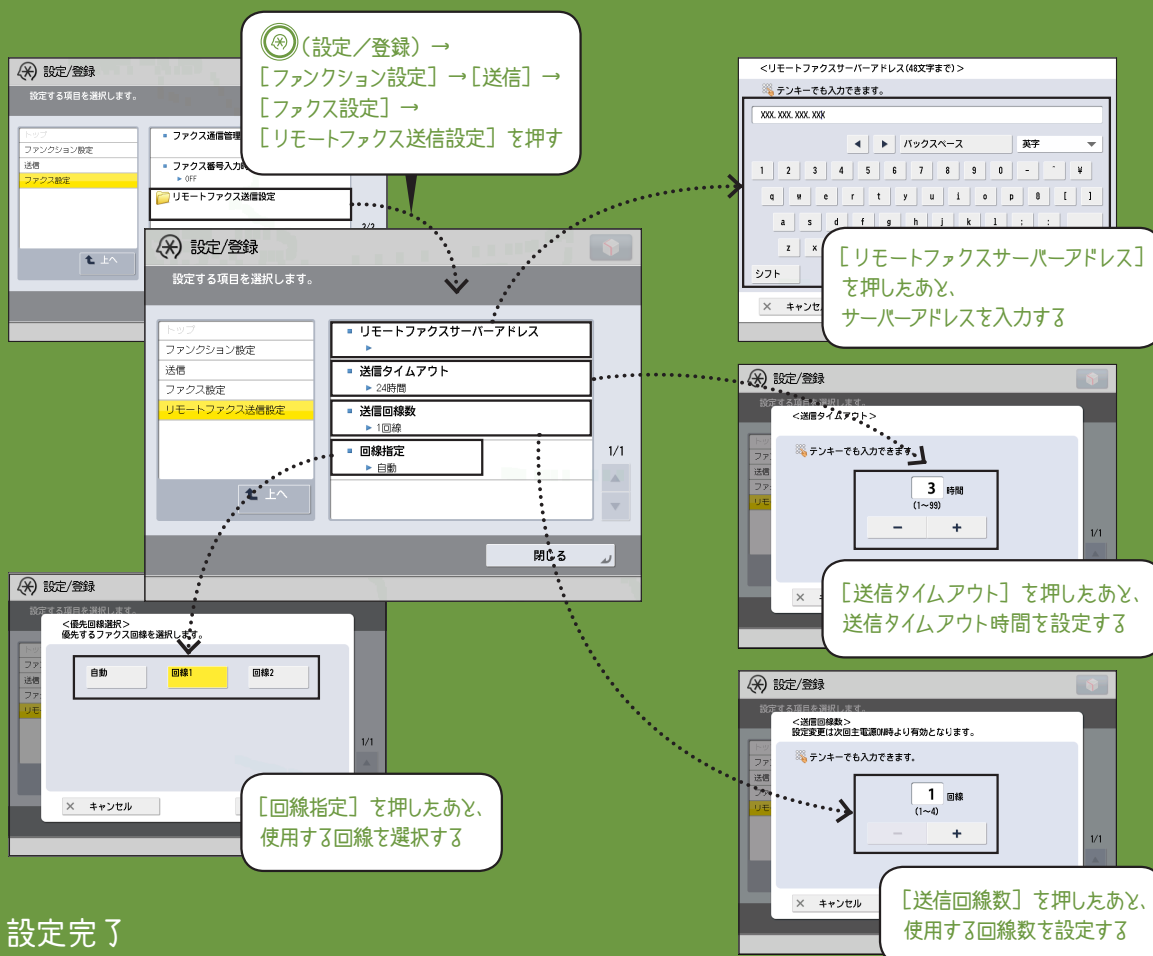 (設定／登録) →
［ファンクション設定］→［送信］→
［ファクス設定］→
［リモートファクス送信設定］を押す
設定/登録
設定する項目を選択します。
トップ
ファンクション設定
送信
ファクス設定
ファクス通信管理
ファクス番号入力時
OFF
リモートファクス送信設定
2/2
上へ
設定/登録
設定する項目を選択します。
トップ
ファンクション設定
送信
ファクス設定
リモートファクス送信設定
上へ
リモートファクスサーバーアドレス
送信タイムアウト
24時間
送信回線数
1回線
回線指定
自動
1/1
閉じる
<リモートファクスサーバーアドレス(48文字まで)>
テンキーでも入力できます。
XXX.XXX.XXX.XXX
バックスペース 英字
1 2 3 4 5 6 7 8 9 0 - ^ ¥
q w e r t y u i o p @ [ ]
a s d f g h j k l ; :
z x
シフト
× キャンセ
［リモートファクスサーバーアドレス］
を押したあと、
サーバーアドレスを入力する
設定/登録
設定する項目を選択します。
<送信タイムアウト>
テンキーでも入力できます。
3 時間
(1~99)
− +
1/1
［送信タイムアウト］を押したあと、
送信タイムアウト時間を設定する
設定/登録
設定する項目を選択します。
<優先回線選択>
優先するファクス回線を選択します。
自動 回線1 回線2
1/1
× キャンセル
［回線指定］を押したあと、
使用する回線を選択する
設定/登録
設定する項目を選択します。
<送信回線数>
設定変更は次回主電源ON時より有効となります。
テンキーでも入力できます。
1 回線
(1~4)
− +
1/1
× キャンセル
［送信回線数］を押したあと、
使用する回線数を設定する
設定完了